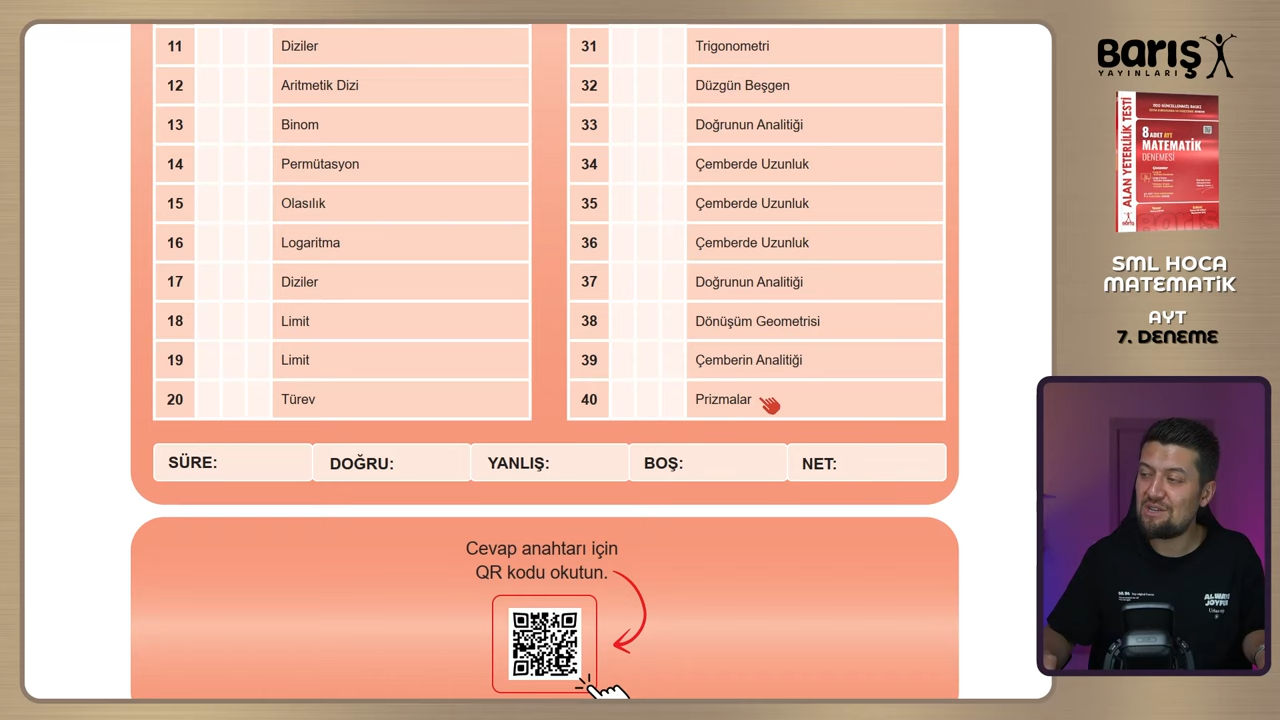 11 Diziler
12 Aritmetik Dizi
13 Binom
14 Permütasyon
15 Olasılık
16 Logaritma
17 Diziler
18 Limit
19 Limit
20 Türev
31 Trigonometri
32 Düzgün Beşgen
33 Doğrunun Analitiği
34 Çemberde Uzunluk
35 Çemberde Uzunluk
36 Çemberde Uzunluk
37 Doğrunun Analitiği
38 Dönüşüm Geometrisi
39 Çemberin Analitiği
40 Prizmalar
SÜRE: DOĞRU: YANLIŞ: BOŞ: NET:
Cevap anahtarı için
QR kodu okutun.
Barış
YAYINLARI
ALAN YETERLİLİK TESTİ
8 ADET AYT
MATEMATİK
DENEMESİ
SML HOCA
MATEMATİK
AYT
7. DENEME